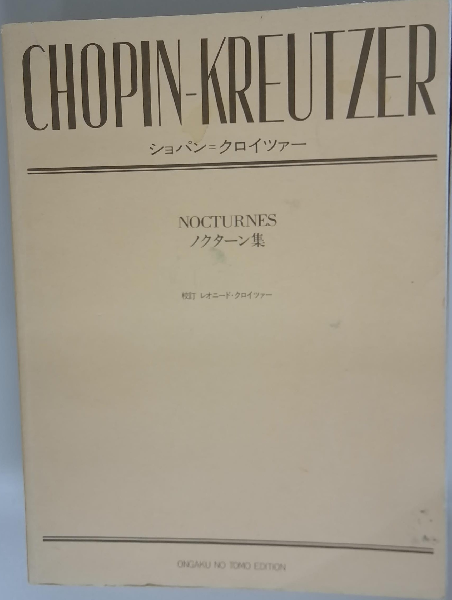 CHOPIN-KREUTZER
ショパン=クロイツァー
NOCTURNES
ノクターン集
校訂 レオニード・クロイツァー
ONGAKU NO TOMO EDITION